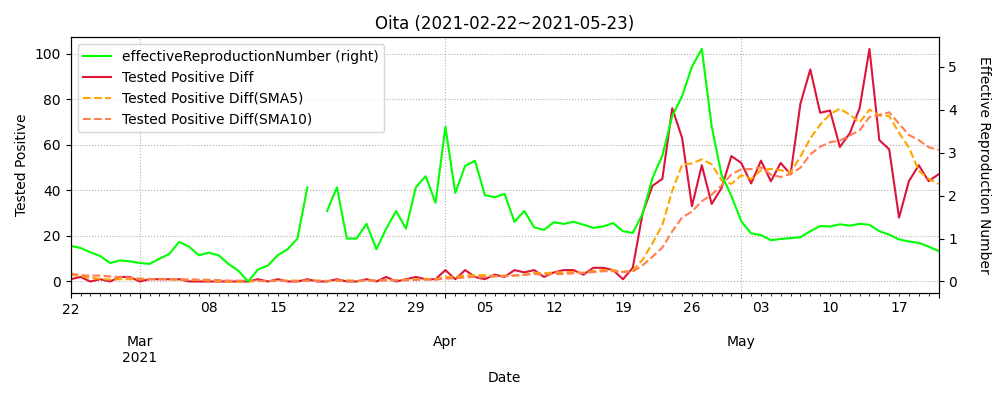 Oita (2021-02-22~2021-05-23)
effectiveReproductionNumber (right)
Tested Positive Diff
Tested Positive Diff(SMA5)
Tested Positive Diff(SMA10)
Tested Positive
100
80
60
40
20
0
Effective Reproduction Number
5
4
3
2
1
0
22 08 15 22 29 05 12 19 26 03 10 17
Mar Apr May
2021
Date